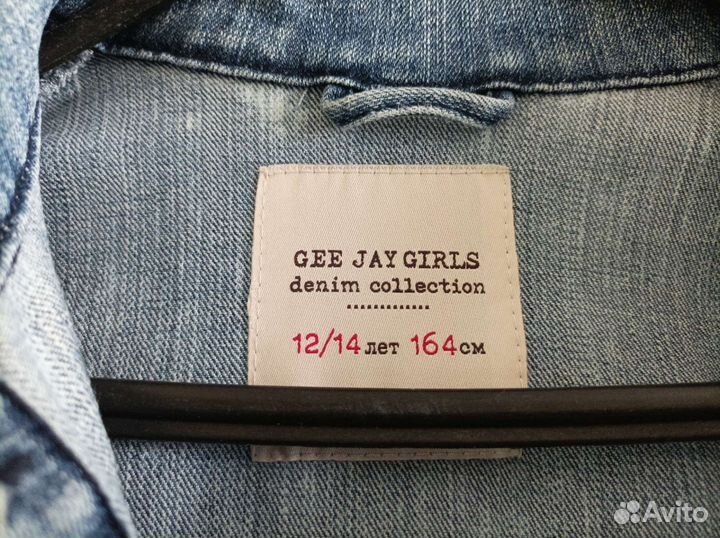 GEE JAY GIRLS
denim collection
12/14 лет 164 см
Avito